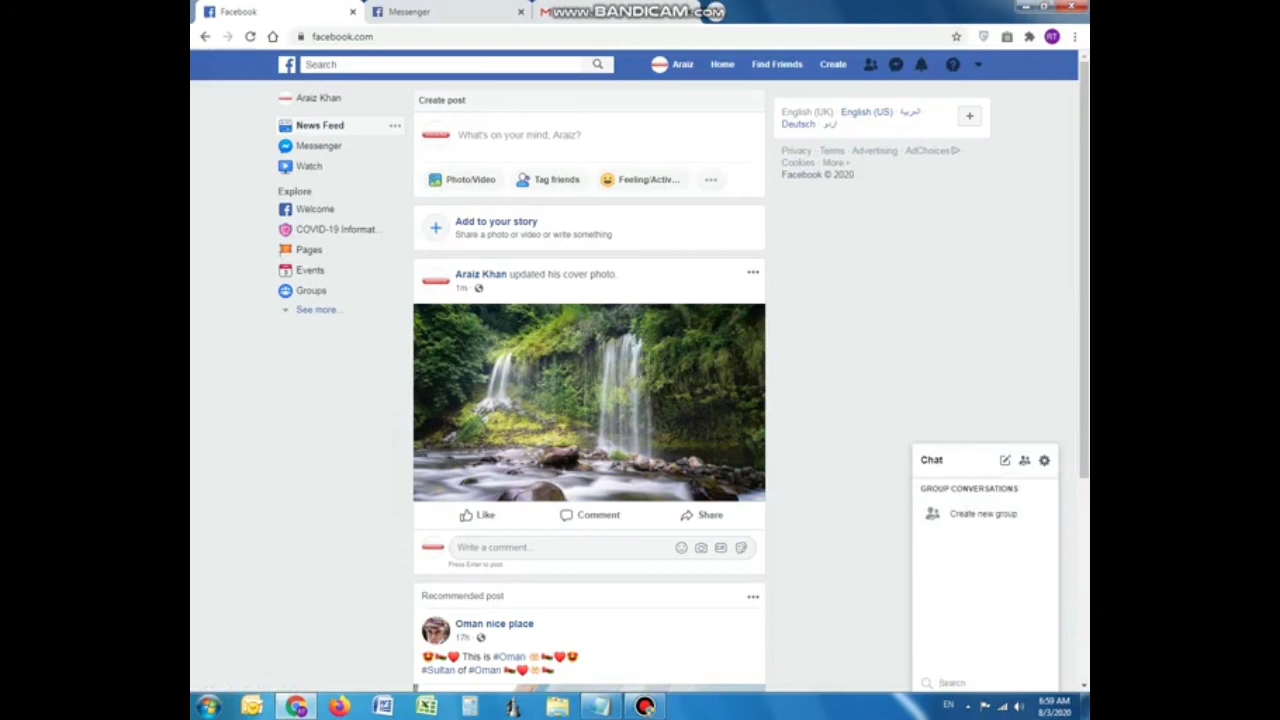 Facebook
Messenger
www.BANDICAM.com
facebook.com
RT
Search
Araiz
Home
Find Friends
Create
Araiz Khan
News Feed
Messenger
Watch
Explore
Welcome
COVID-19 Informat...
Pages
Events
Groups
See more...
Create post
What's on your mind, Araiz?
Photo/Video
Tag friends
Feeling/Activ...
Add to your story
Share a photo or video or write something
Araiz Khan updated his cover photo.
1m
Like
Comment
Share
Write a comment...
Press Enter to post.
Recommended post
Oman nice place
17h
This is #Oman
#Sultan of #Oman
English (UK) · English (US) · العربية ·
Deutsch · اردو
Privacy · Terms · Advertising · AdChoices
Cookies · More
Facebook © 2020
Chat
GROUP CONVERSATIONS
Create new group
Search
EN
6:59 AM
8/3/2020